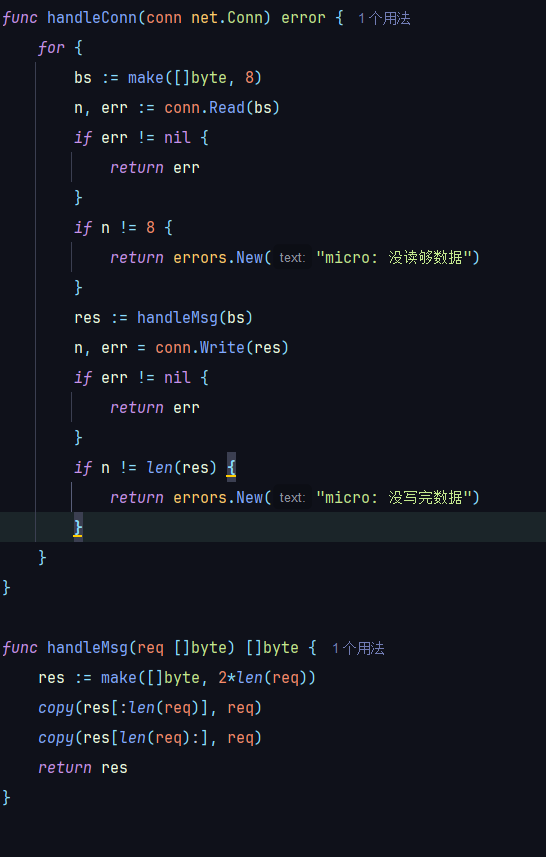 func handleConn(conn net.Conn) error { 1个用法
    for {
        bs := make([]byte, 8)
        n, err := conn.Read(bs)
        if err != nil {
            return err
        }
        if n != 8 {
            return errors.New( text: "micro: 没读够数据")
        }
        res := handleMsg(bs)
        n, err = conn.Write(res)
        if err != nil {
            return err
        }
        if n != len(res) {
            return errors.New( text: "micro: 没写完数据")
        }
    }
}

func handleMsg(req []byte) []byte { 1个用法
    res := make([]byte, 2*len(req))
    copy(res[:len(req)], req)
    copy(res[len(req):], req)
    return res
}